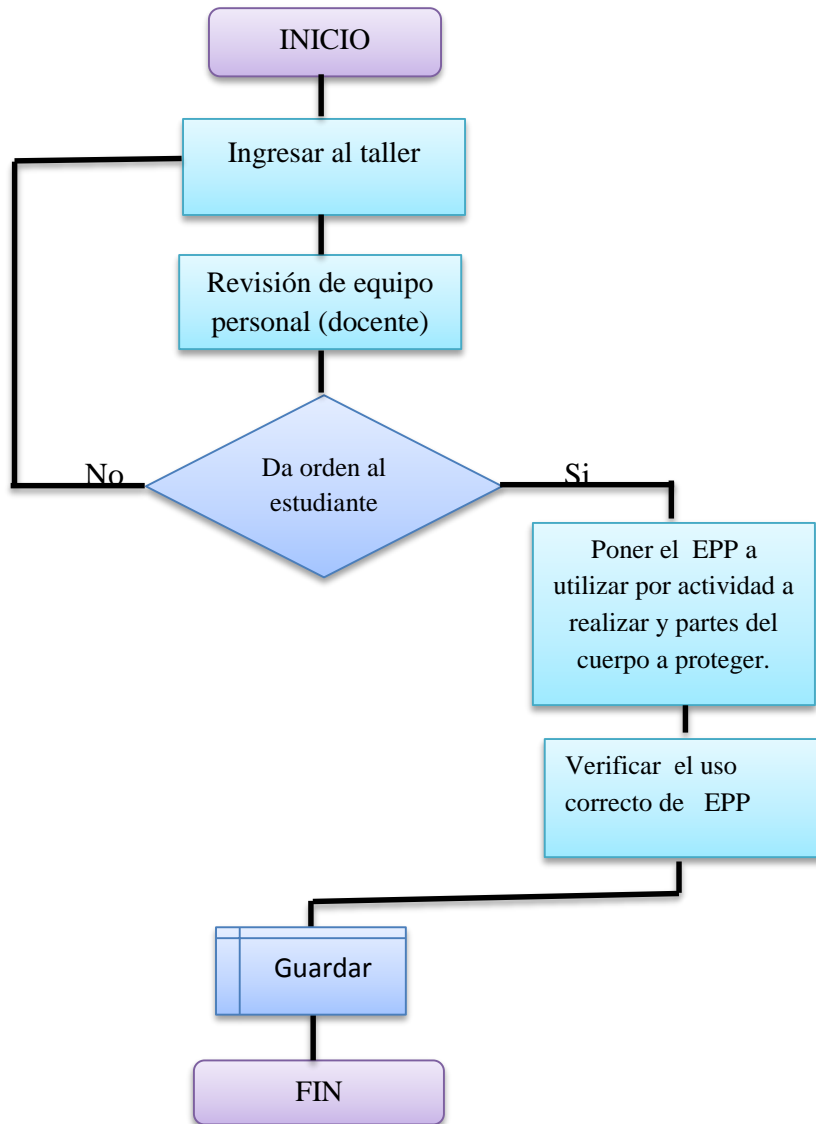 INICIO
Ingresar al taller
Revisión de equipo
personal (docente)
Da orden al
estudiante
No
Si
Poner el EPP a
utilizar por actividad a
realizar y partes del
cuerpo a proteger.
Verificar el uso
correcto de EPP
Guardar
FIN